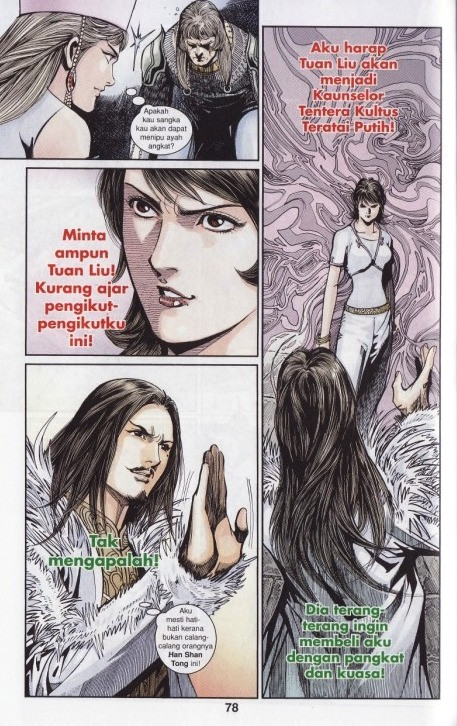 Apakah
kau sangka
kau akan dapat
menipu ayah
angkat?
Minta
ampun
Tuan Liu!
Kurang ajar
pengikut-
pengikutku
ini!
Tak
mengapalah!
Aku
mesti hati-
hati kerana
bukan calang-
calang orangnya
Han Shan
Tong ini!
Aku harap
Tuan Liu akan
menjadi
Kaunselor
Tentera Kultus
Teratai Putih!
Dia terang-
terang ingin
membeli aku
dengan pangkat
dan kuasa!
78